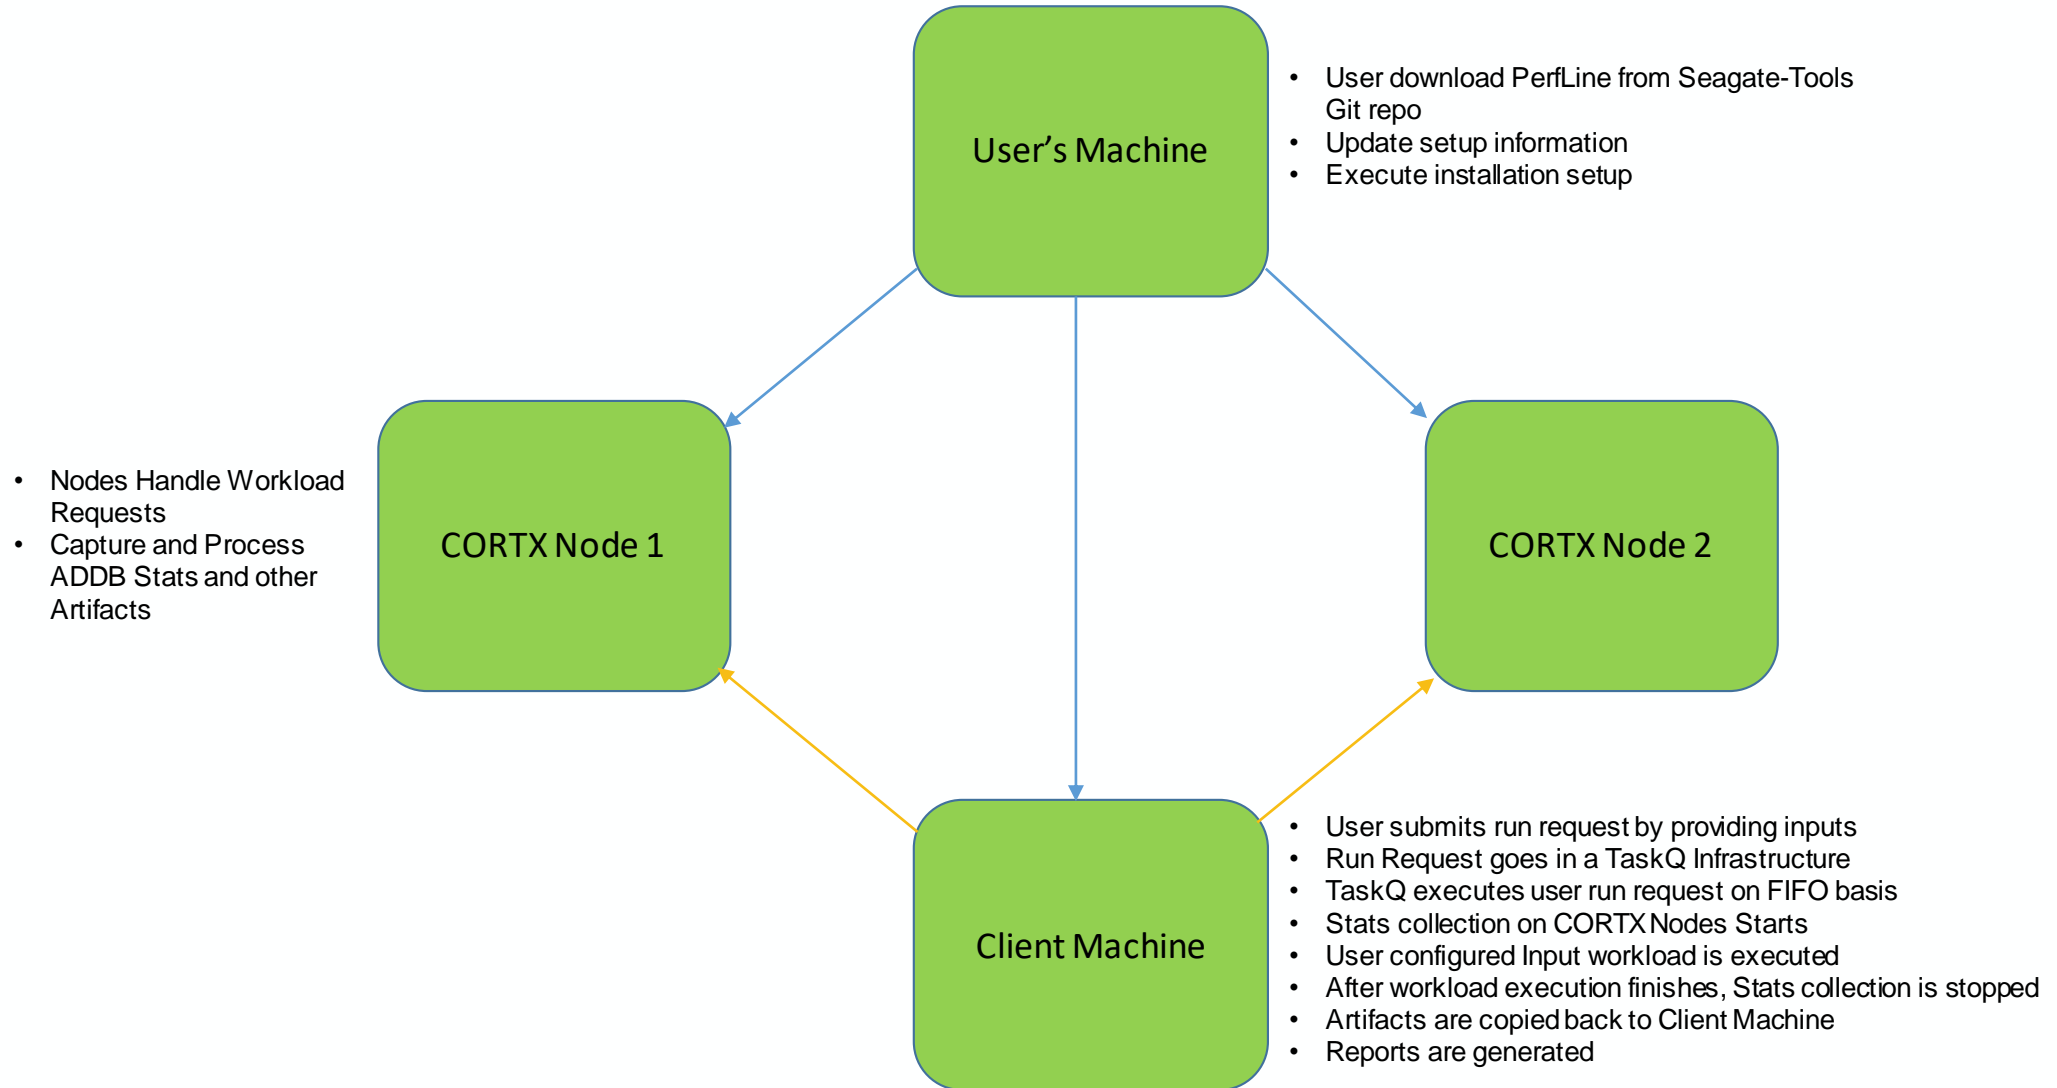 User's Machine
• User download PerfLine from Seagate-Tools
Git repo
• Update setup information
• Execute installation setup
• Nodes Handle Workload
Requests
• Capture and Process
ADDB Stats and other
Artifacts
CORTX Node 1
CORTX Node 2
Client Machine
• User submits run request by providing inputs
• Run Request goes in a TaskQ Infrastructure
• TaskQ executes user run request on FIFO basis
• Stats collection on CORTX Nodes Starts
• User configured Input workload is executed
• After workload execution finishes, Stats collection is stopped
• Artifacts are copied back to Client Machine
• Reports are generated